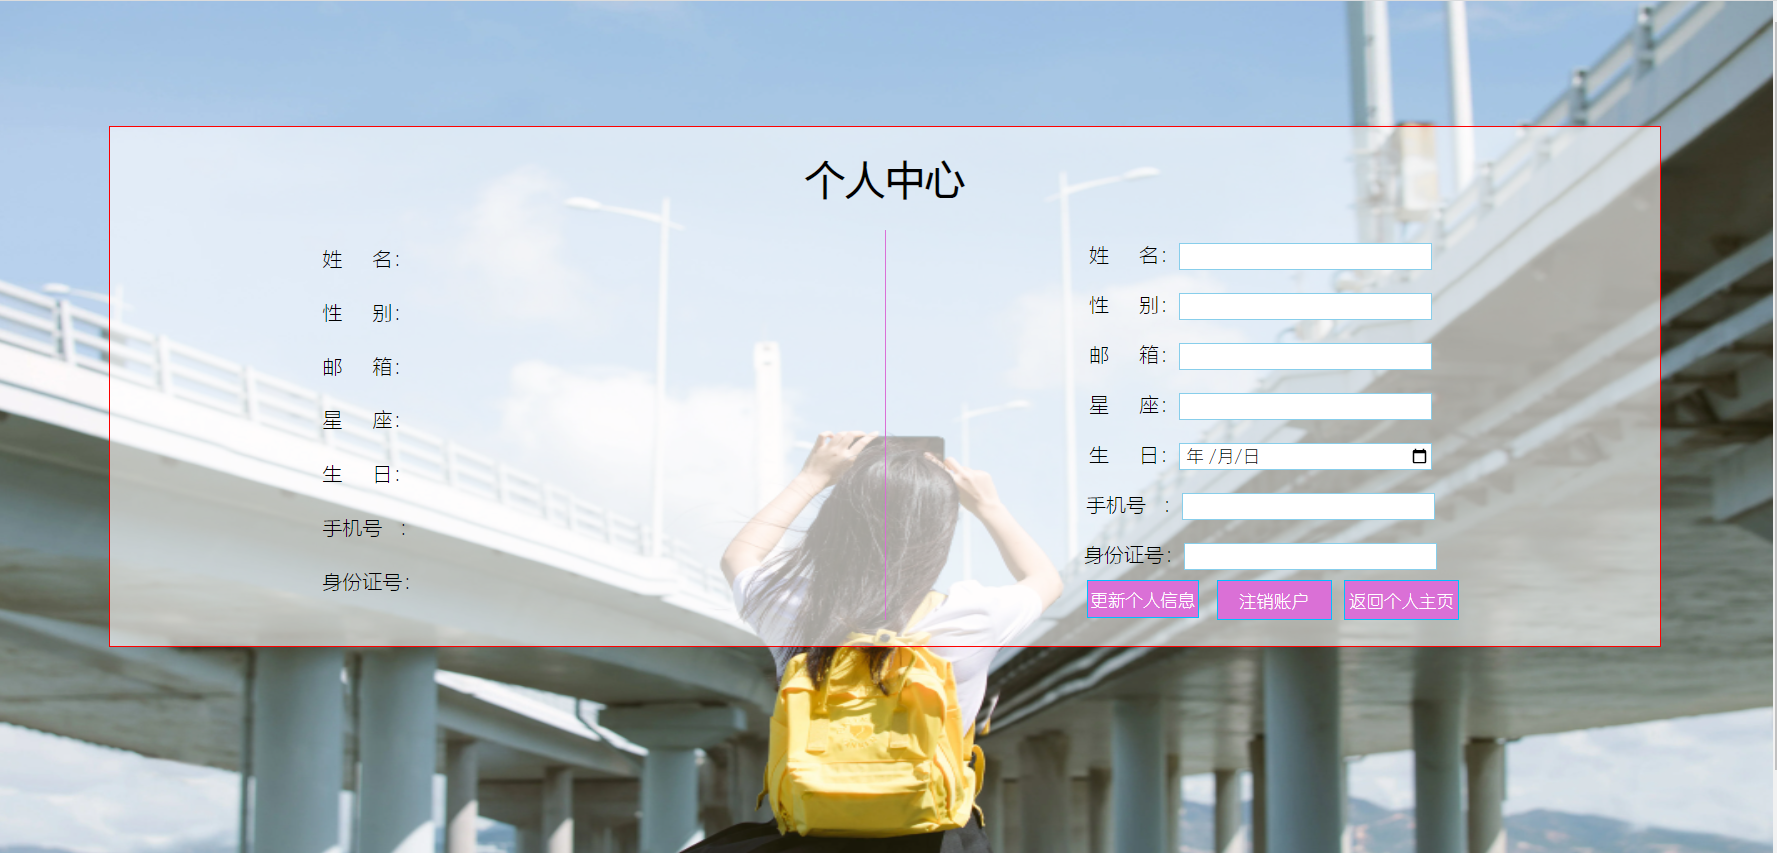 个人中心
姓 名：
性 别：
邮 箱：
星 座：
生 日：
手机号 ：
身份证号：
姓 名：
性 别：
邮 箱：
星 座：
生 日： 年 /月/日
手机号 ：
身份证号：
更新个人信息 注销账户 返回个人主页